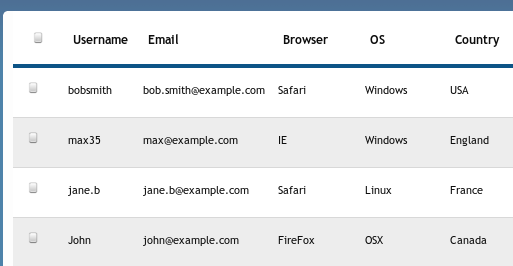 Username Email Browser OS Country
bobsmith bob.smith@example.com Safari Windows USA
max35 max@example.com IE Windows England
jane.b jane.b@example.com Safari Linux France
John john@example.com FireFox OSX Canada